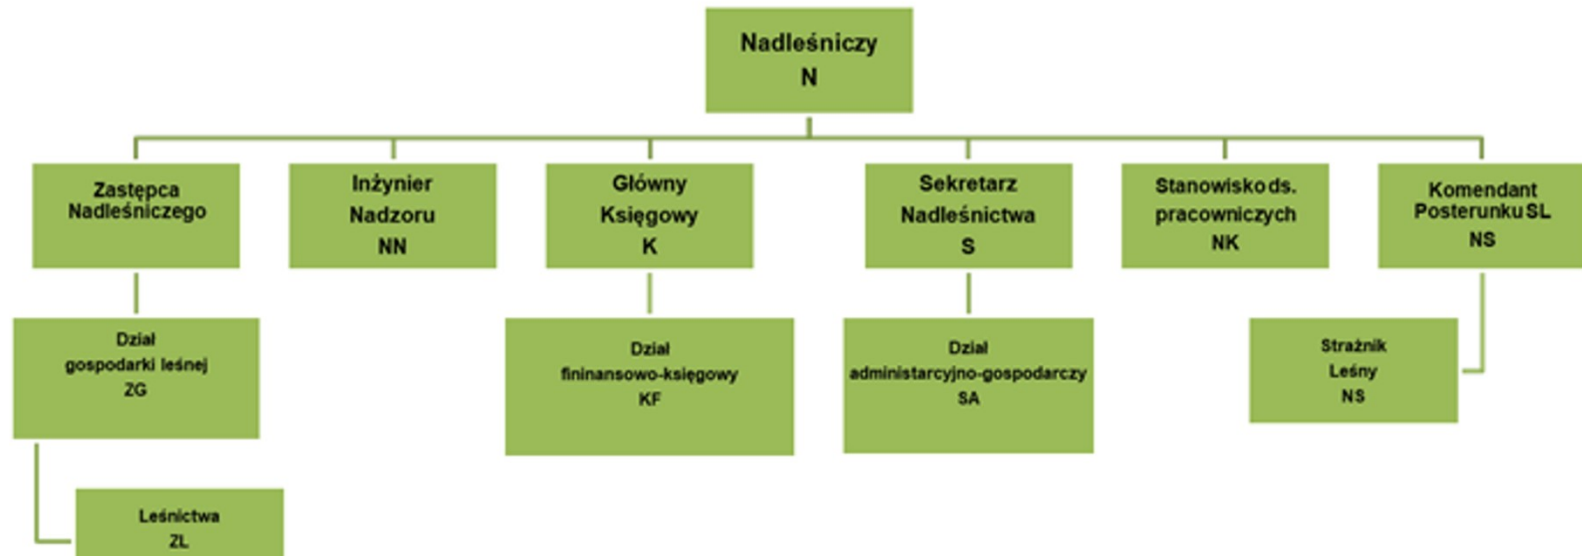 Nadleśniczy
N
Zastępca
Nadleśniczego
Inżynier
Nadzoru
NN
Główny
Księgowy
K
Sekretarz
Nadleśnictwa
S
Stanowisko ds.
pracowniczych
NK
Komendant
Posterunku SL
NS
Dział
gospodarki leśnej
ZG
Dział
fininansowo-księgowy
KF
Dział
administarcyjno-gospodarczy
SA
Strażnik
Leśny
NS
Leśnictwa
ZL